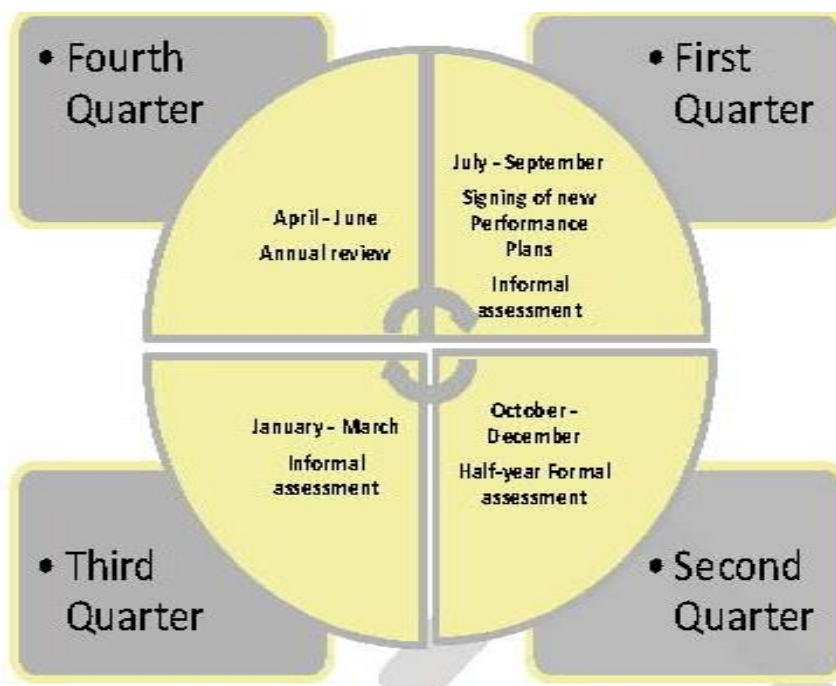 • Fourth
Quarter
• First
Quarter
April - June
Annual review
July - September
Signing of new
Performance
Plans
Informal
assessment
January - March
Informal
assessment
October -
December
Half-year Formal
assessment
• Third
Quarter
• Second
Quarter